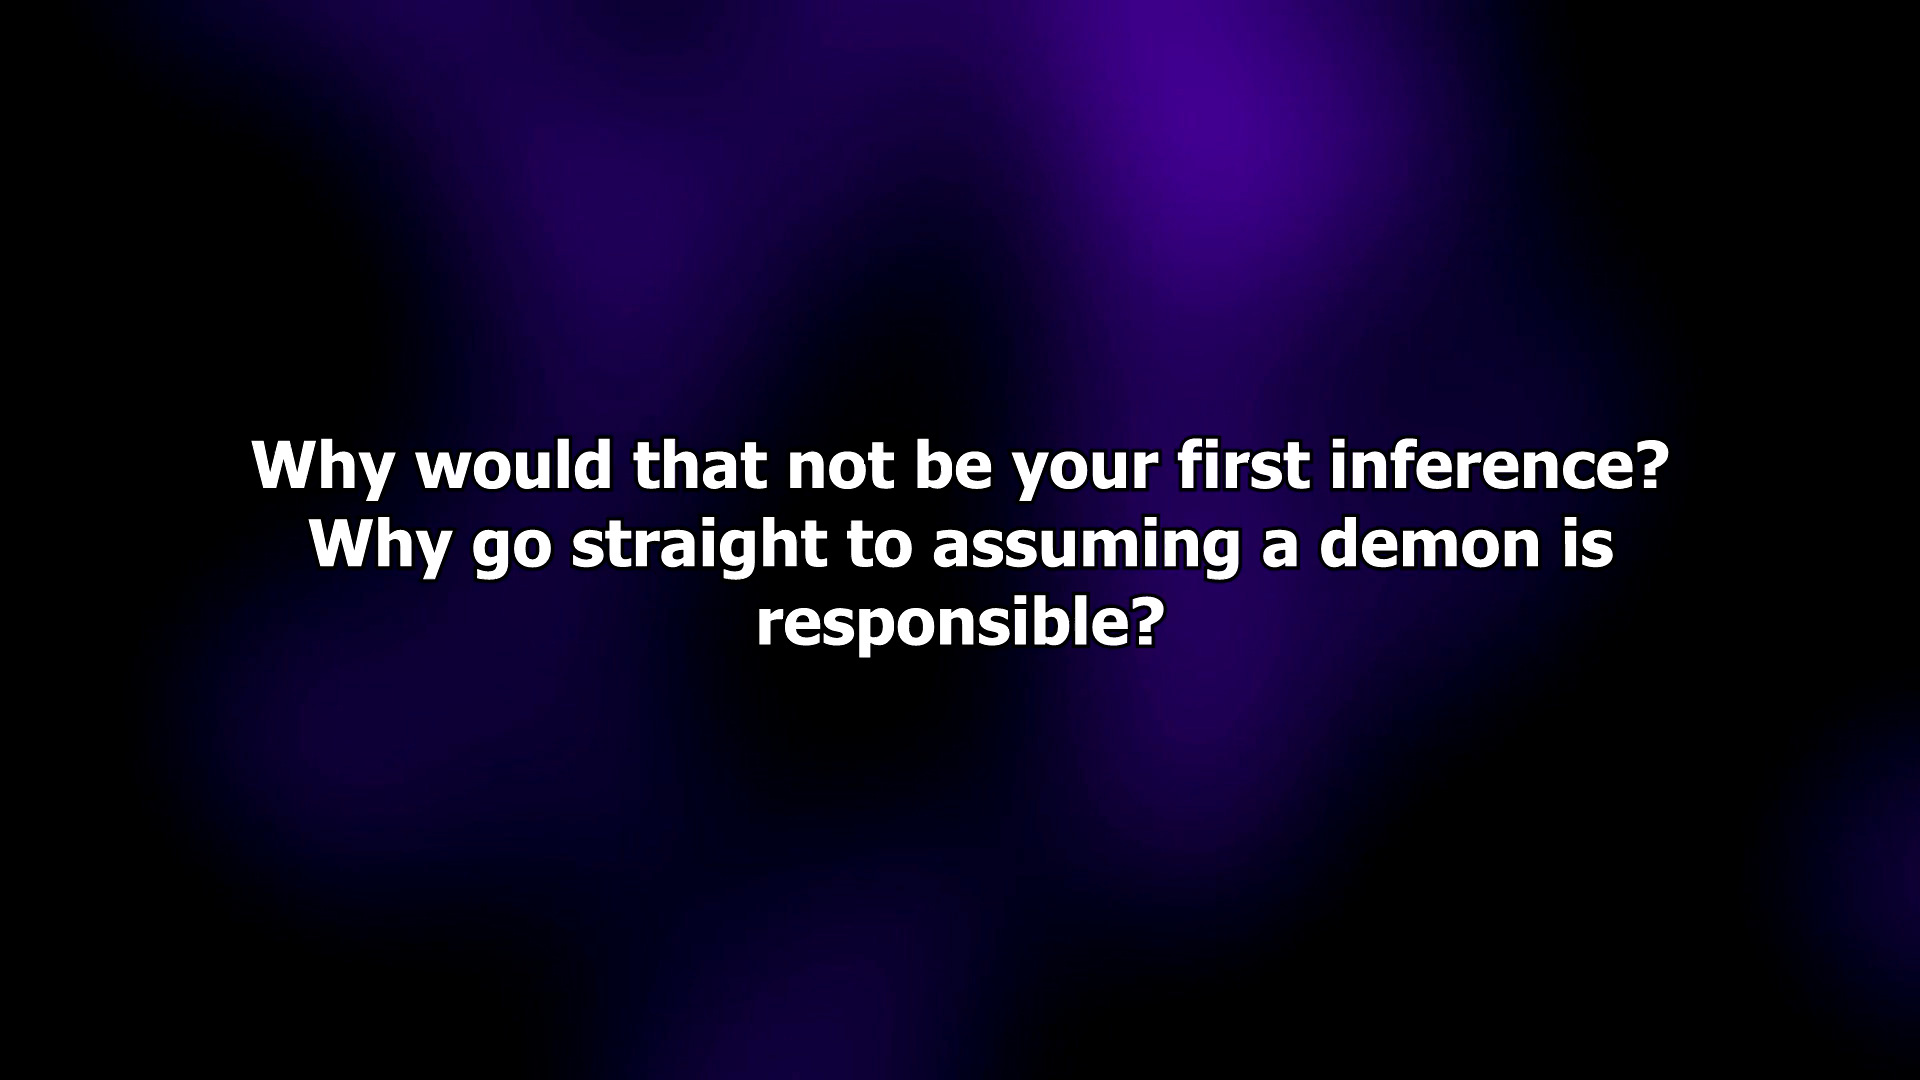 Why would that not be your first inference?
Why go straight to assuming a demon is
responsible?